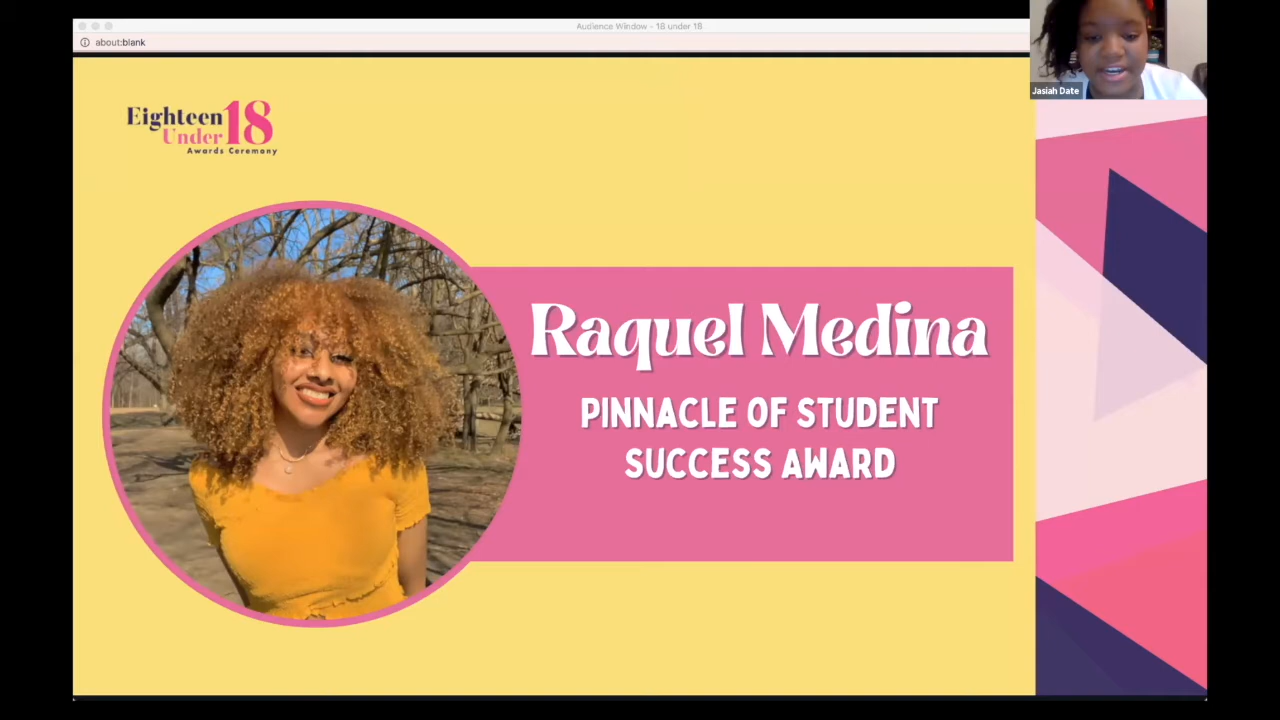 Audience Window - 18 under 18
about:blank
Jasiah Date
Eighteen
Under 18
Awards Ceremony
Raquel Medina
PINNACLE OF STUDENT
SUCCESS AWARD